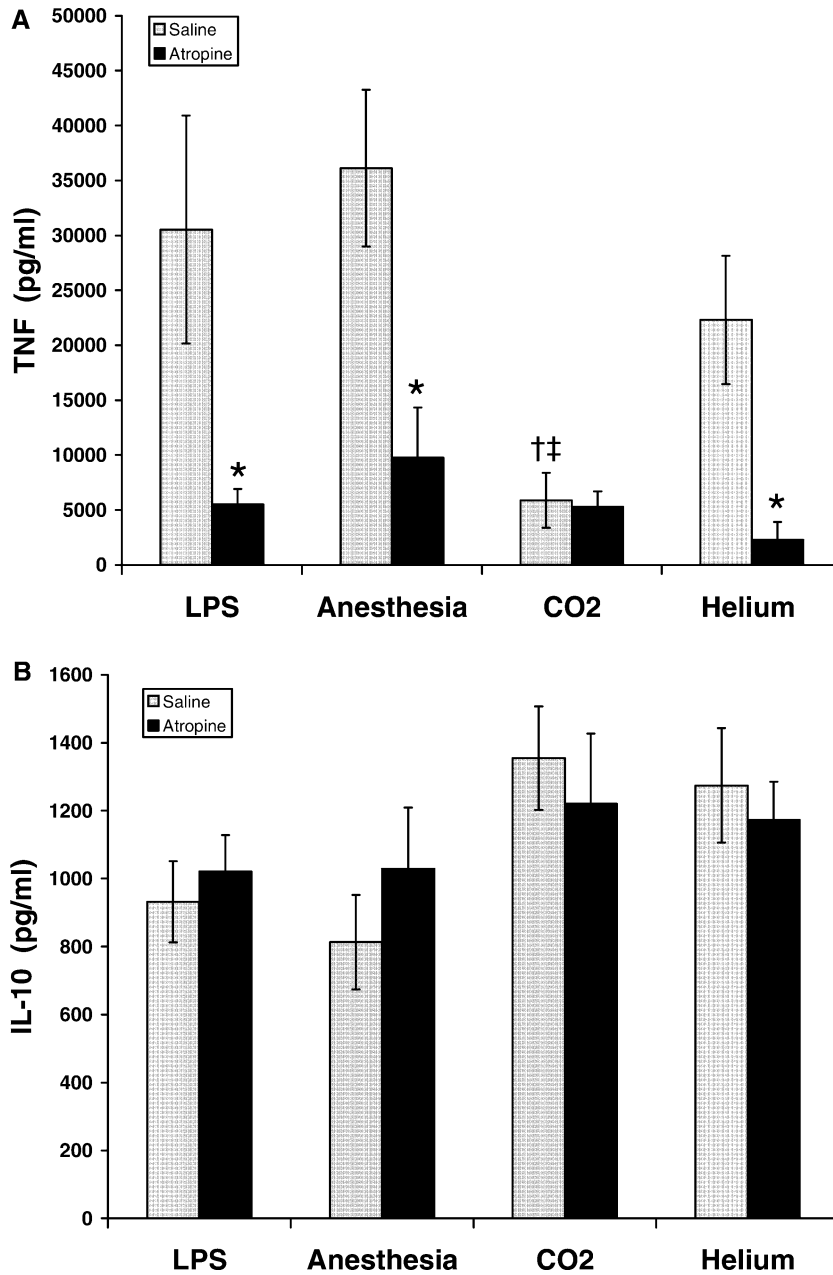 A
50000
Saline
Atropine
45000
40000
35000
30000
25000
20000
15000
10000
5000
0
TNF (pg/ml)
*
*
†‡
*
LPS Anesthesia CO2 Helium
B
1600
Saline
Atropine
1400
1200
1000
800
600
400
200
0
IL-10 (pg/ml)
LPS Anesthesia CO2 Helium